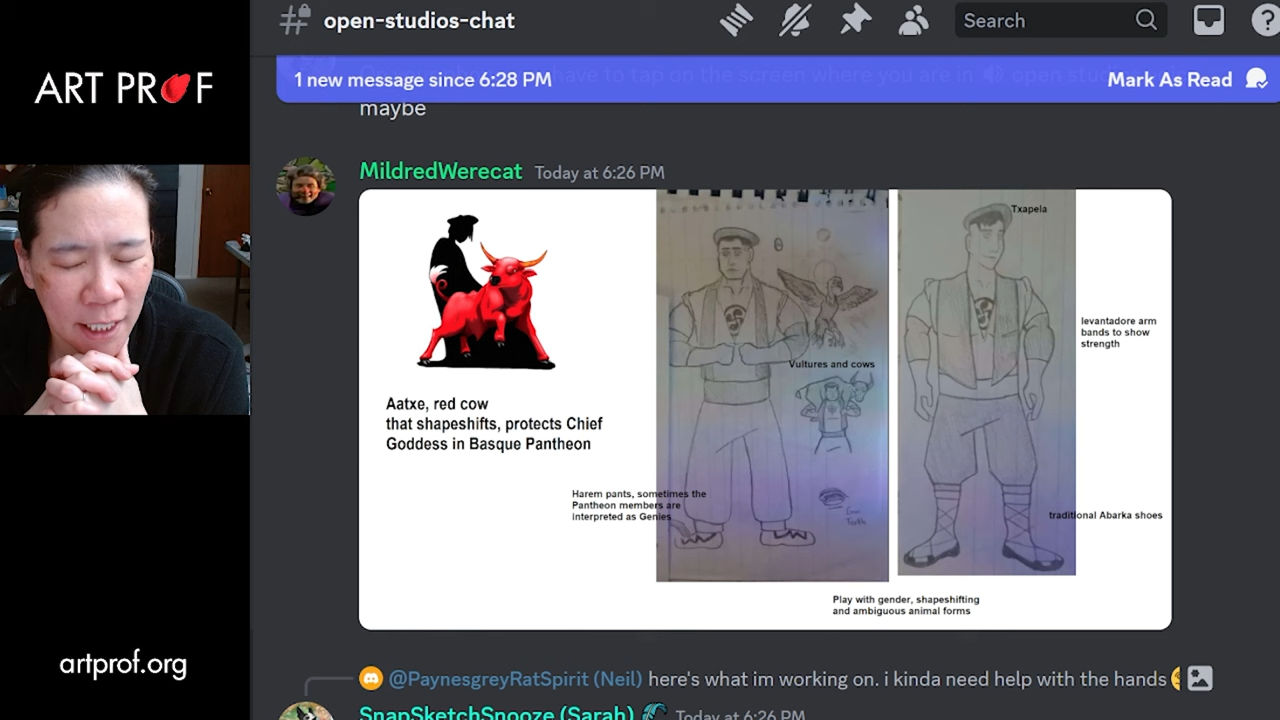 open-studios-chat
Search
1 new message since 6:28 PM
Mark As Read
maybe
ART PROF
MildredWerecat Today at 6:26 PM
Txapela
levantadore arm
bands to show
strength
Vultures and cows
Aatxe, red cow
that shapeshifts, protects Chief
Goddess in Basque Pantheon
Harem pants, sometimes the
Pantheon members are
interpreted as Genies
traditional Abarka shoes
Play with gender, shapeshifting
and ambiguous animal forms
artprof.org
@PaynesgreyRatSpirit (Neil) here's what im working on. i kinda need help with the hands
SnapSketchSnooze (Sarah) Today at 6:26 PM